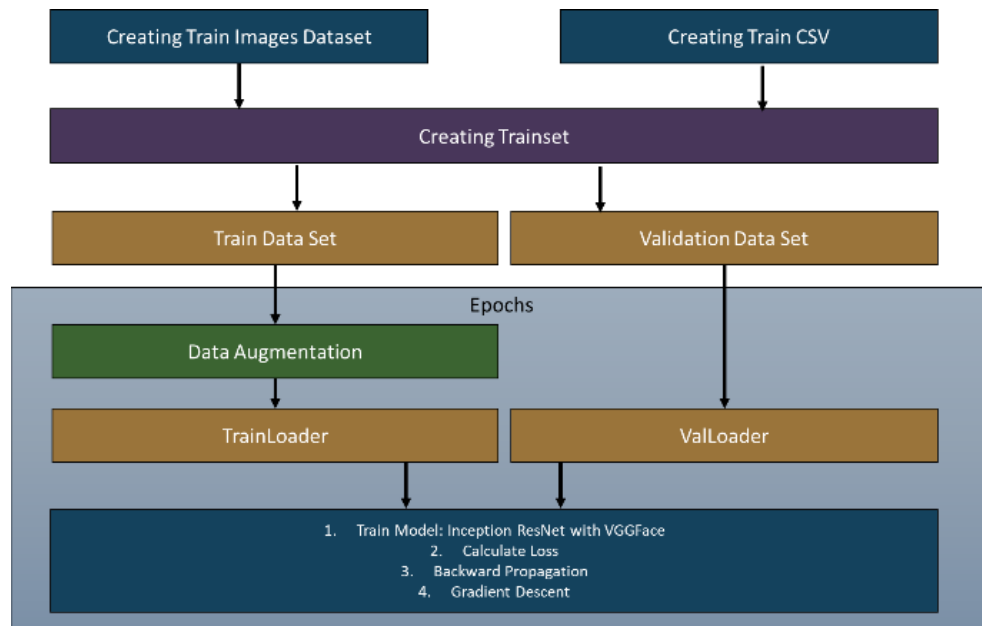 Creating Train Images Dataset
Creating Train CSV
Creating Trainset
Train Data Set
Validation Data Set
Epochs
Data Augmentation
TrainLoader
ValLoader
1. Train Model: Inception ResNet with VGGFace
2. Calculate Loss
3. Backward Propagation
4. Gradient Descent